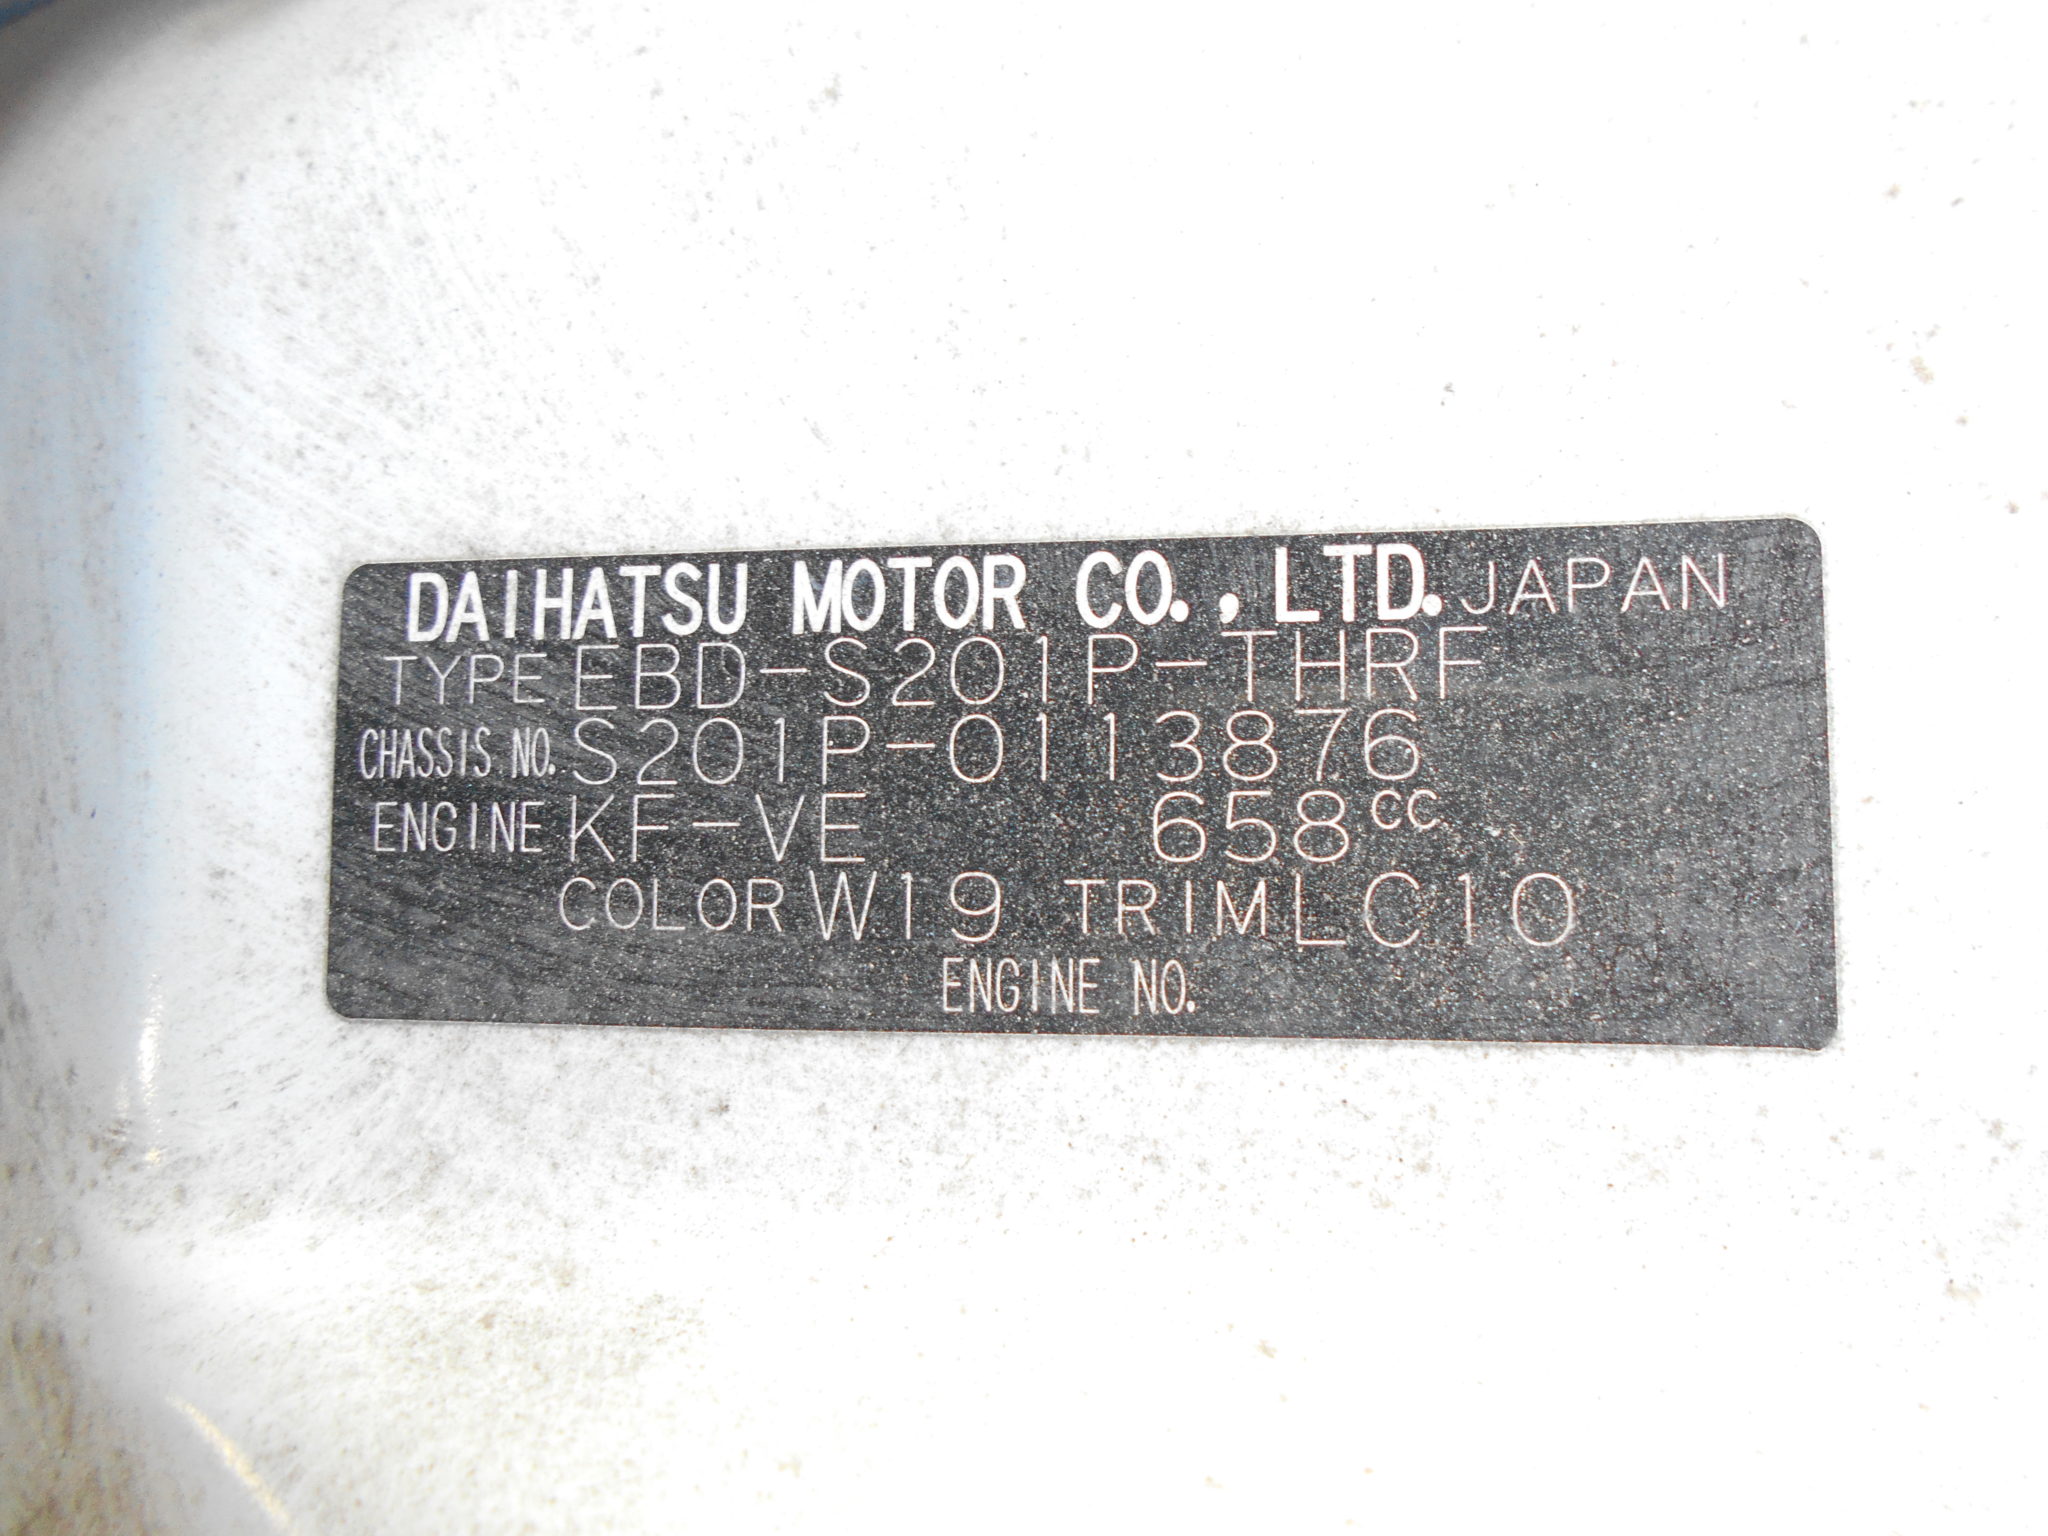 DAIHATSU MOTOR CO., LTD. JAPAN
TYPE EBD-S201P-THRF
CHASSIS NO. S201P-0113876
ENGINE KF-VE 658cc
COLOR W19 TRIM LC10
ENGINE NO.